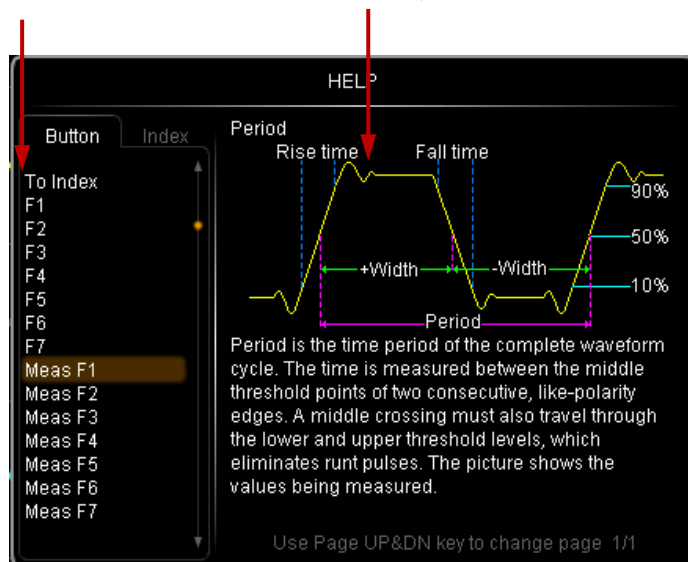 HELP
Button Index
To Index
F1
F2
F3
F4
F5
F6
F7
Meas F1
Meas F2
Meas F3
Meas F4
Meas F5
Meas F6
Meas F7
Period
Rise time Fall time
90%
50%
+Width -Width
10%
Period
Period is the time period of the complete waveform
cycle. The time is measured between the middle
threshold points of two consecutive, like-polarity
edges. A middle crossing must also travel through
the lower and upper threshold levels, which
eliminates runt pulses. The picture shows the
values being measured.
Use Page UP&DN key to change page 1/1